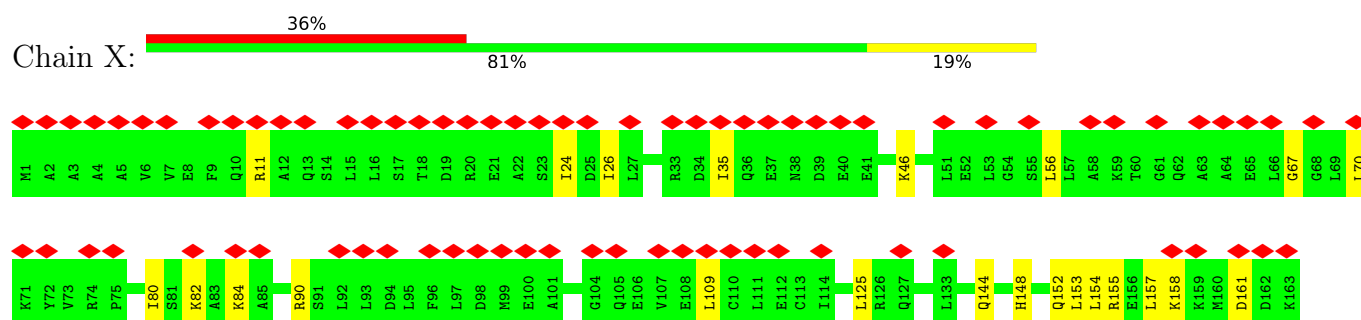 36%
Chain X:
81% 19%
M1 A2 A3 A4 A5 V6 V7 E8 F9 Q10 R11 A12 Q13 S14 L15 L16 S17 T18 D19 R20 E21 A22 S23 I24 D25 I26 L27 R33 D34 I35 Q36 E37 N38 D39 E40 E41 K46 L51 E52 L53 G54 S55 L56 L57 A58 K59 T60 G61 Q62 A63 A64 E65 L66 G67 G68 L69 L70
K71 Y72 V73 R74 P75 I80 S81 K82 A83 K84 A85 R90 S91 L92 L93 D94 L95 F96 L97 D98 M99 E100 A101 G104 Q105 E106 V107 E108 L109 C110 L111 E112 C113 I114 L125 R126 Q127 L133 Q144 H148 Q152 L153 L154 R155 E156 L157 K158 K159 M160 D161 D162 K163